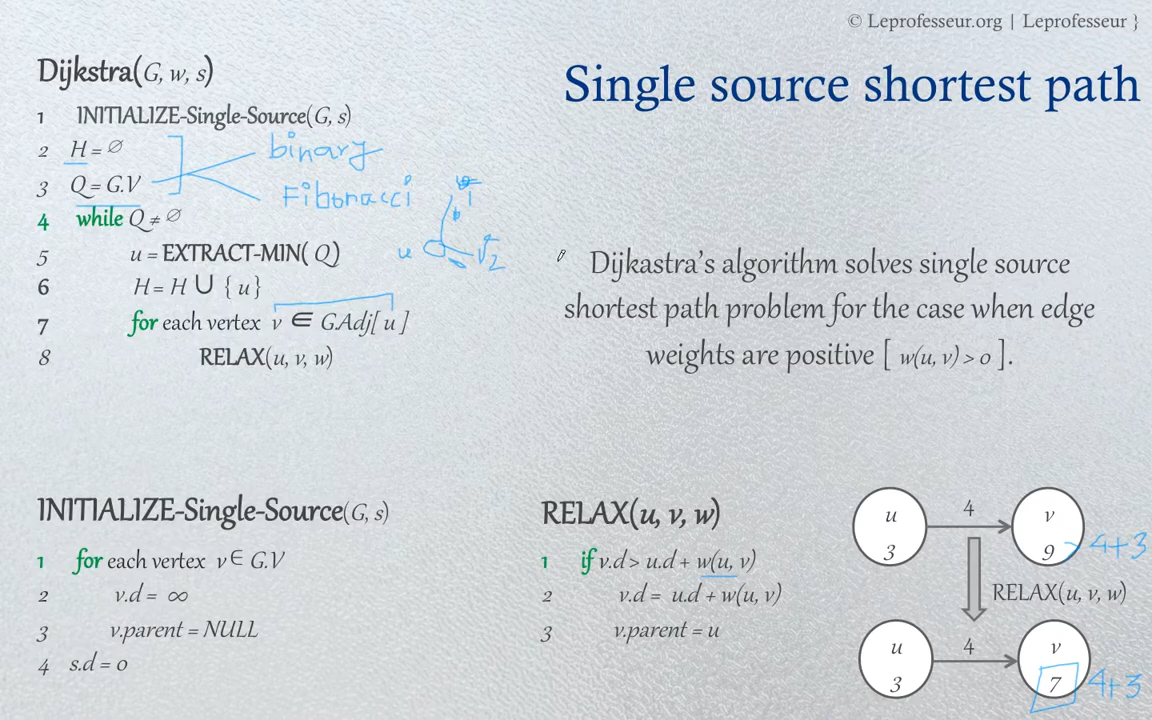 © Leprofesseur.org | Leprofesseur }
Dijkstra(G, w, s)
1 INITIALIZE-Single-Source(G, s)
2 H = ∅
3 Q = G.V
4 while Q ≠ ∅
5 u = EXTRACT-MIN( Q)
6 H = H ∪ { u}
7 for each vertex v ∈ G.Adj[ u ]
8 RELAX(u, v, w)
binary
Fibonacci
u
Single source shortest path
Dijkastra's algorithm solves single source
shortest path problem for the case when edge
weights are positive [ w(u, v) > 0 ].
INITIALIZE-Single-Source(G, s)
1 for each vertex v ∈ G.V
2 v.d = ∞
3 v.parent = NULL
4 s.d = 0
RELAX(u, v, w)
1 if v.d > u.d + w(u, v)
2 v.d = u.d + w(u, v)
3 v.parent = u
u 4 v
3 9 > 4+3
RELAX(u, v, w)
u 4 v
3 7 4+3